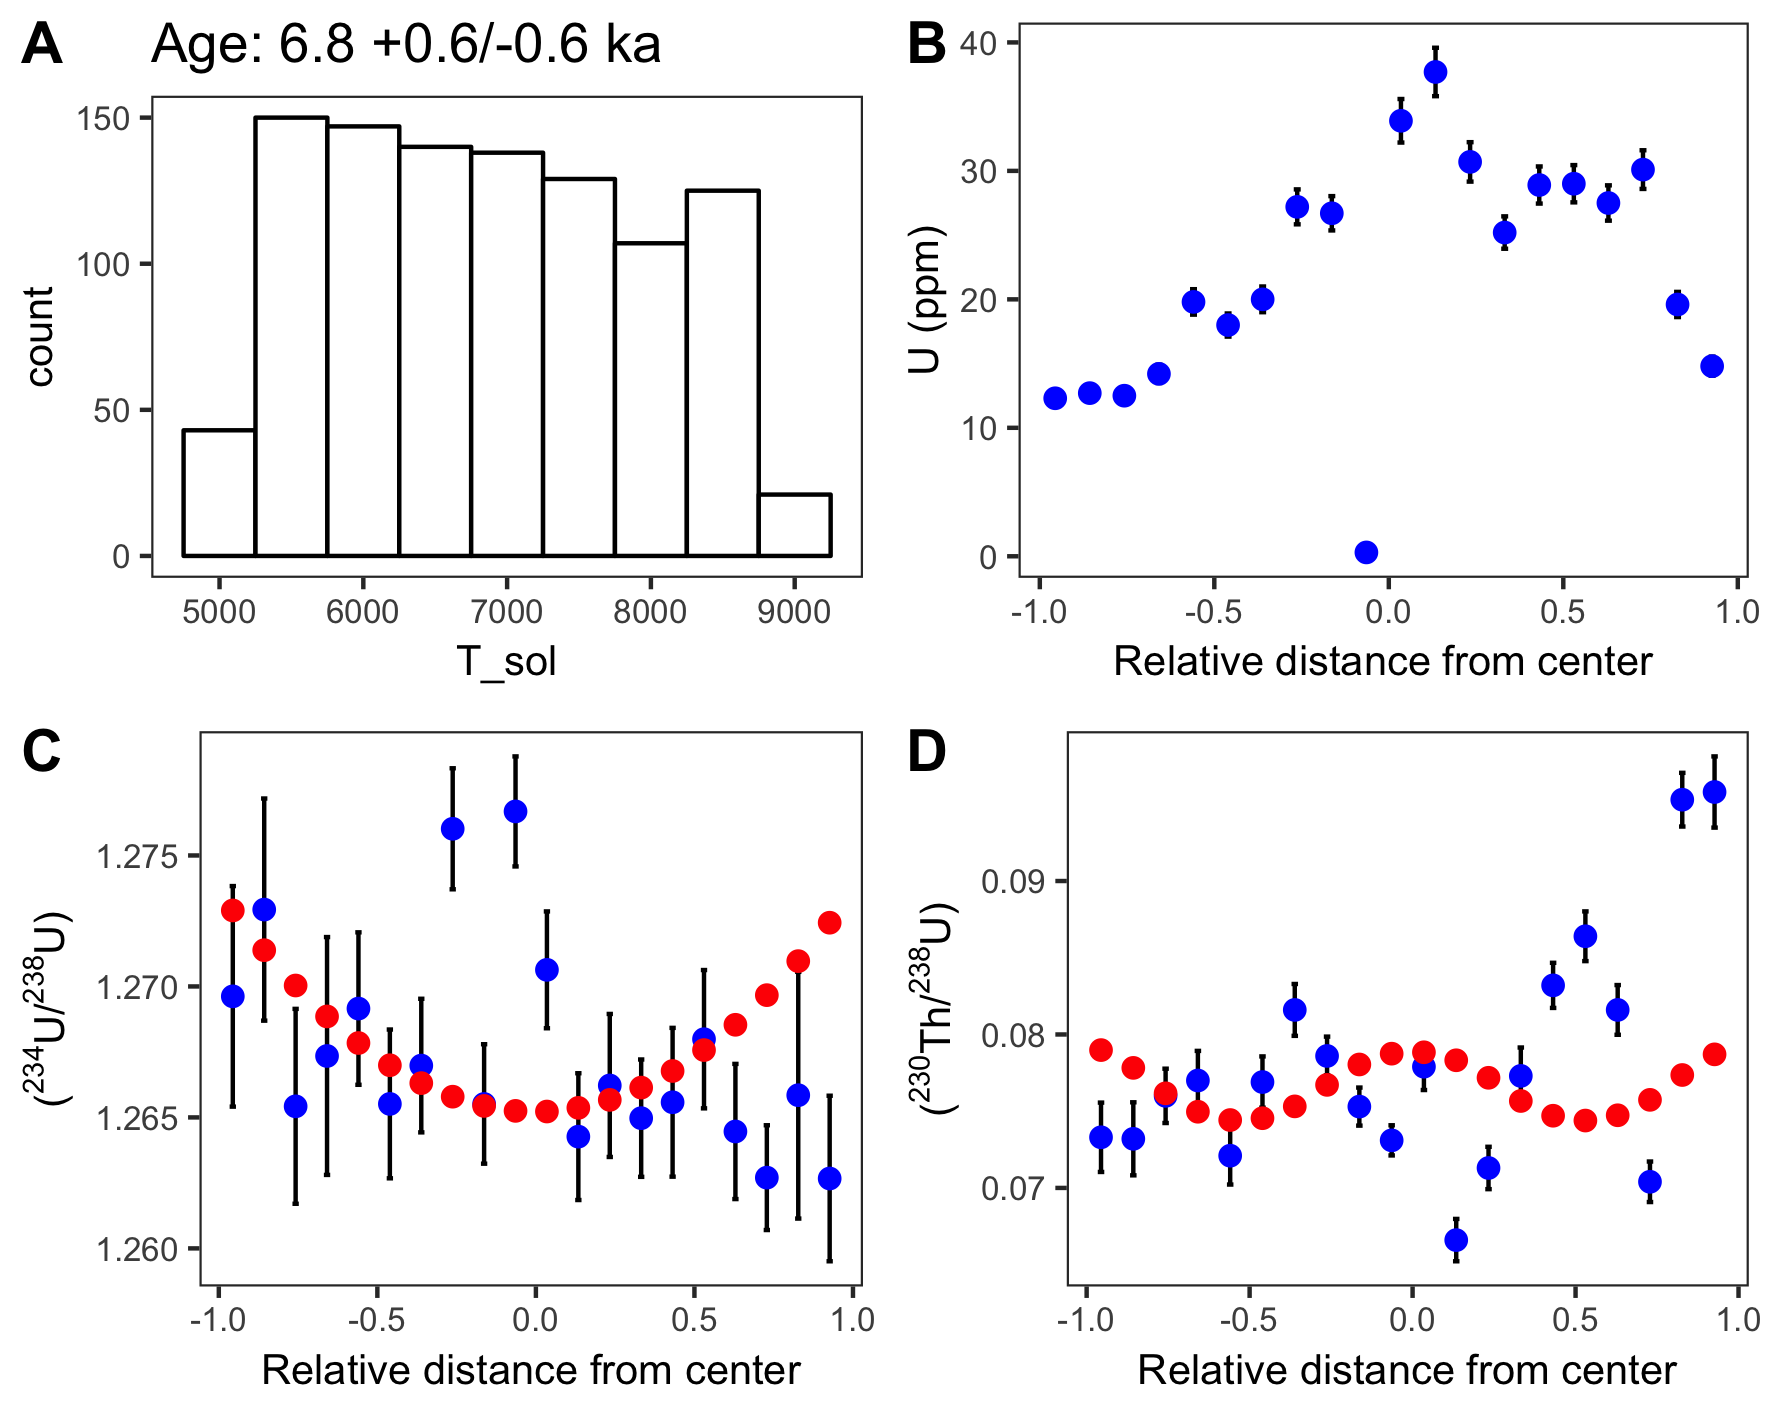 A Age: 6.8 +0.6/-0.6 ka
150
100
50
0
count
5000 6000 7000 8000 9000
T_sol
B
40
30
20
10
0
U (ppm)
-1.0 -0.5 0.0 0.5 1.0
Relative distance from center
C
1.275
1.270
1.265
1.260
(²³⁴U/²³⁸U)
-1.0 -0.5 0.0 0.5 1.0
Relative distance from center
D
0.09
0.08
0.07
(²³⁰Th/²³⁸U)
-1.0 -0.5 0.0 0.5 1.0
Relative distance from center